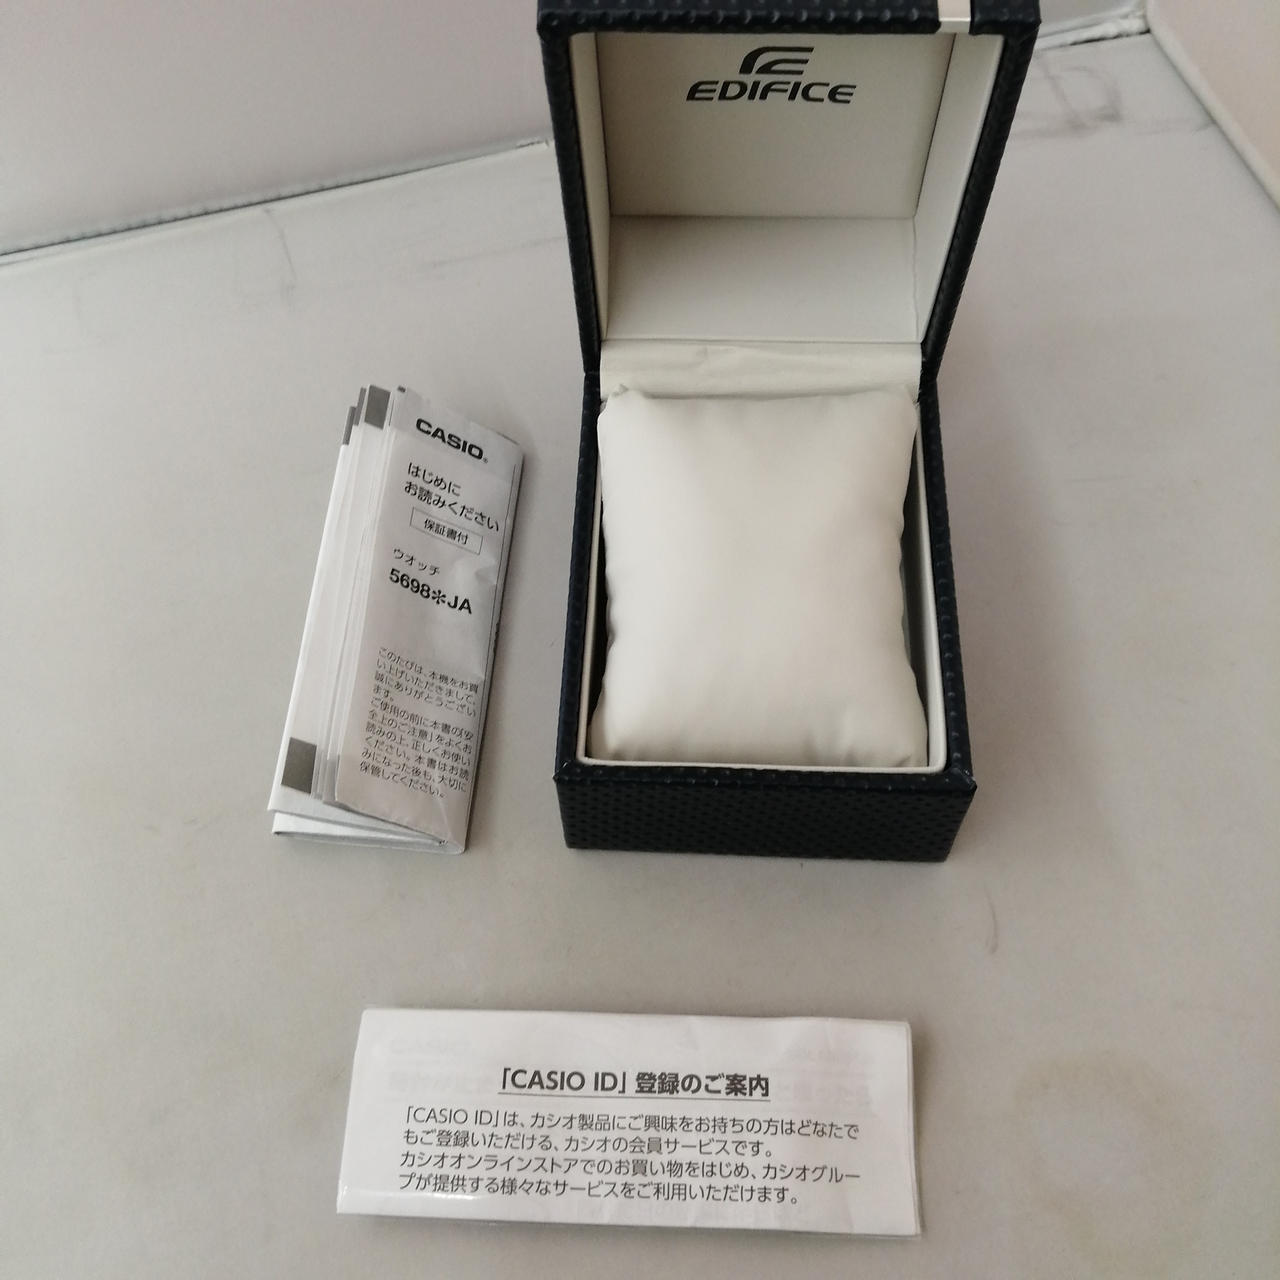 EDIFICE
CASIO®
はじめに
お読みください
保証書付
ウオッチ
5698✽JA
このたびは、本機をお買
い上げいただきまして、
誠にありがとうござい
ます。
ご使用の前に本書の「安
全上のご注意」をよくお
読みの上、正しくお使い
ください。本書はお読
みになった後も、大切に
保管してください。
「CASIO ID」登録のご案内
「CASIO ID」は、カシオ製品にご興味をお持ちの方はどなたで
もご登録いただける、カシオの会員サービスです。
カシオオンラインストアでのお買い物をはじめ、カシオグルー
プが提供する様々なサービスをご利用いただけます。